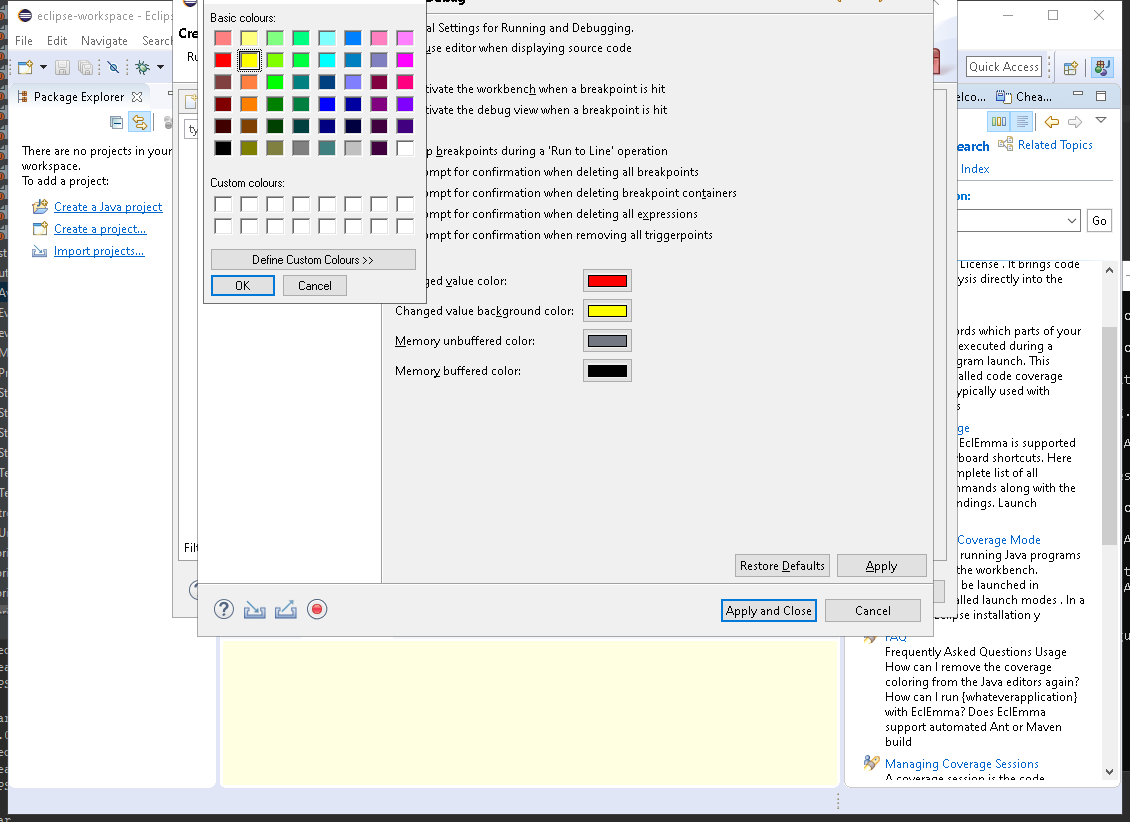 eclipse-workspace - Eclips
File Edit Navigate Search
Quick Access
Package Explorer
There are no projects in your
workspace.
To add a project:
Create a Java project
Create a project...
Import projects...
Cre
Ru
ty
Filt
Basic colours:
Custom colours:
Define Custom Colours >>
OK
Cancel
al Settings for Running and Debugging.
use editor when displaying source code
tivate the workbench when a breakpoint is hit
tivate the debug view when a breakpoint is hit
p breakpoints during a 'Run to Line' operation
ompt for confirmation when deleting all breakpoints
ompt for confirmation when deleting breakpoint containers
ompt for confirmation when deleting all expressions
ompt for confirmation when removing all triggerpoints
ged value color:
Changed value background color:
Memory unbuffered color:
Memory buffered color:
Restore Defaults
Apply
Apply and Close
Cancel
elco...
Chea...
earch
Related Topics
Index
on:
Go
License . It brings code
ysis directly into the
rds which parts of your
executed during a
gram launch. This
alled code coverage
ypically used with
s
ge
EclEmma is supported
board shortcuts. Here
mplete list of all
mmands along with the
ndings. Launch
Coverage Mode
running Java programs
the workbench.
be launched in
alled launch modes . In a
clipse installation y
FAQ
Frequently Asked Questions Usage
How can I remove the coverage
coloring from the Java editors again?
How can I run {whateverapplication}
with EclEmma? Does EclEmma
support automated Ant or Maven
build
Managing Coverage Sessions
A coverage session is the code